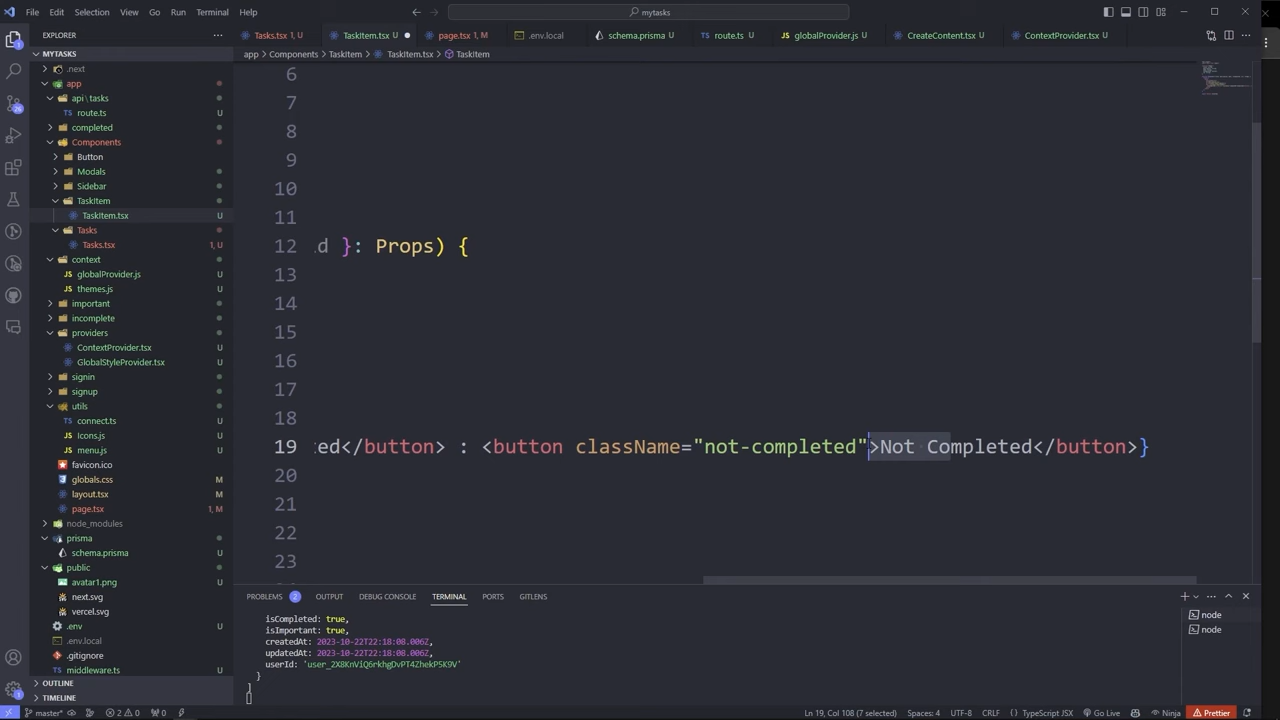 File Edit Selection View Go Run Terminal Help
mytasks
EXPLORER
Tasks.tsx 1, U
TaskItem.tsx U
page.tsx 1, M
.env.local
schema.prisma U
route.ts U
globalProvider.js U
CreateContent.tsx U
ContextProvider.tsx U
MYTASKS
app > Components > TaskItem > TaskItem.tsx > TaskItem
.next
app
api\tasks
route.ts U
completed
Components
Button
Modals
Sidebar
TaskItem
TaskItem.tsx U
Tasks
Tasks.tsx 1, U
context
globalProvider.js U
themes.js U
important
incomplete
providers
ContextProvider.tsx U
GlobalStyleProvider.tsx U
signin
signup
utils
connect.ts U
Icons.js U
menu.js U
favicon.ico
globals.css M
layout.tsx M
page.tsx 1, M
node_modules
prisma
schema.prisma U
public
avatar1.png U
next.svg
vercel.svg
.env U
.env.local
.gitignore
middleware.ts U
OUTLINE
TIMELINE
6
7
8
9
10
11
12 d }: Props) {
13
14
15
16
17
18
19 ed</button> : <button className="not-completed">Not Completed</button>}
20
21
22
23
PROBLEMS 2 OUTPUT DEBUG CONSOLE TERMINAL PORTS GITLENS
isCompleted: true,
isImportant: true,
createdAt: 2023-10-22T22:18:08.006Z,
updatedAt: 2023-10-22T22:18:08.006Z,
userId: 'user_2X8KnViQ6rkhgDvPT4ZhekP5K9V'
}
]
node
node
master* 2 0 0 Ln 19, Col 108 (7 selected) Spaces: 4 UTF-8 CRLF { } TypeScript JSX Go Live Ninja Prettier